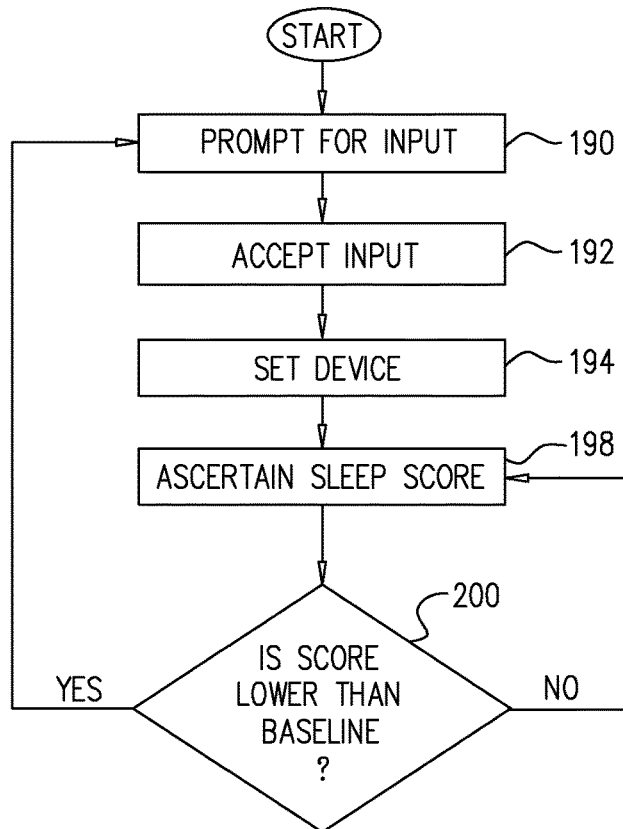 START
PROMPT FOR INPUT
190
ACCEPT INPUT
192
SET DEVICE
194
ASCERTAIN SLEEP SCORE
198
200
IS SCORE
LOWER THAN
BASELINE
?
YES
NO